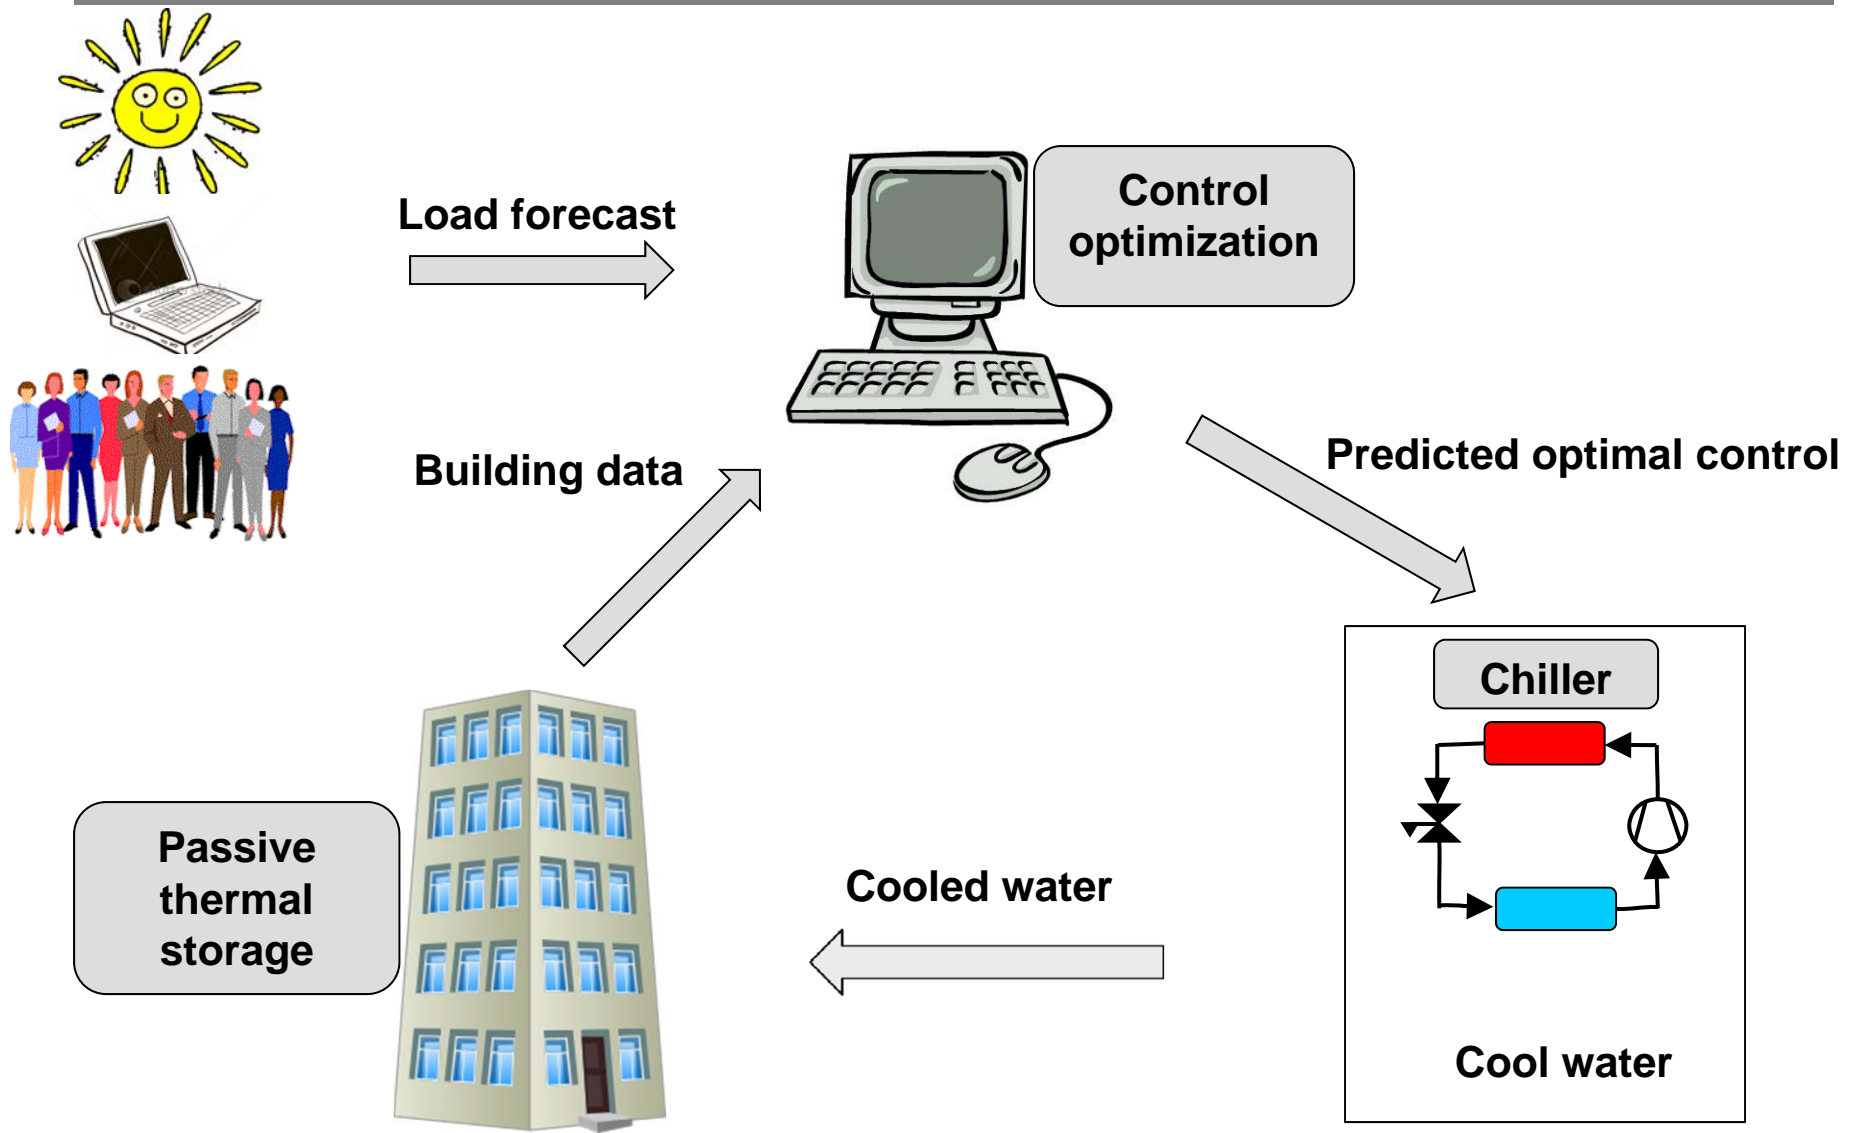 Load forecast
Control
optimization
Building data
Predicted optimal control
Chiller
Passive
thermal
storage
Cooled water
Cool water